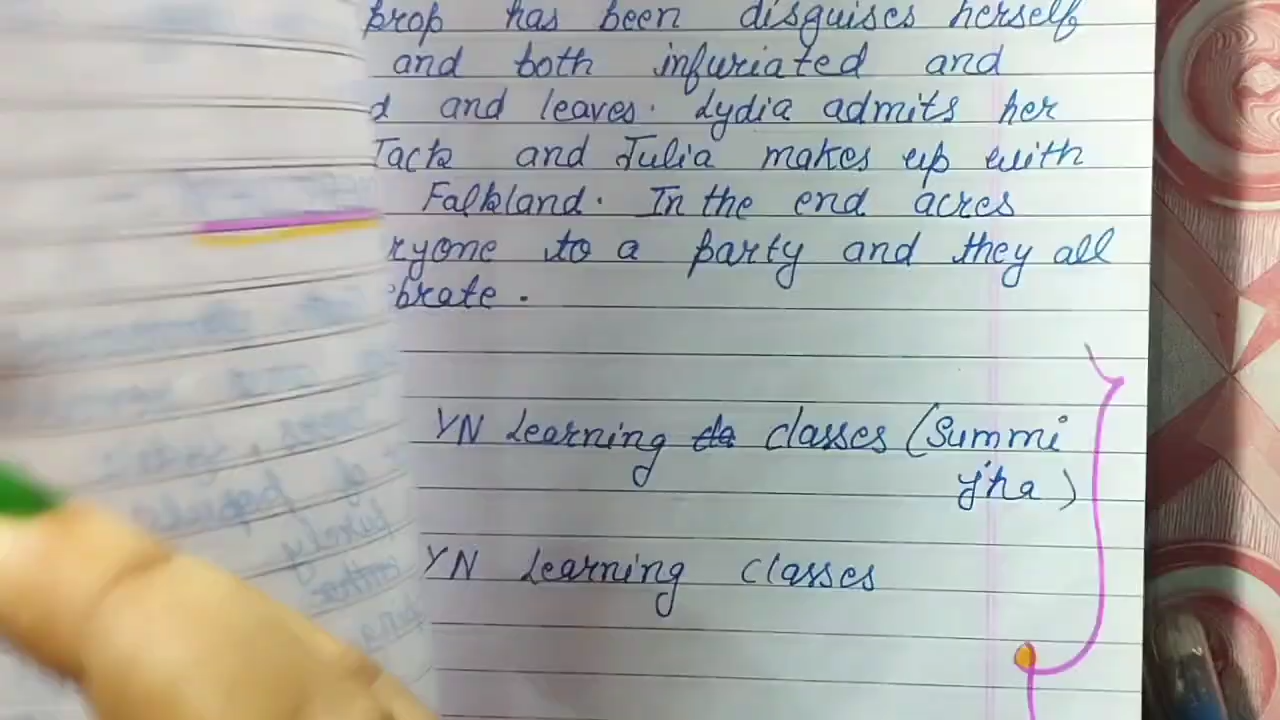 prop has been disguises herself
and both infuriated and
d and leaves. Lydia admits her
Jack and Julia makes up with
Falkland. In the end acres
ryone to a party and they all
brate.
YN Learning classes (Summi
jha)
YN Learning Classes